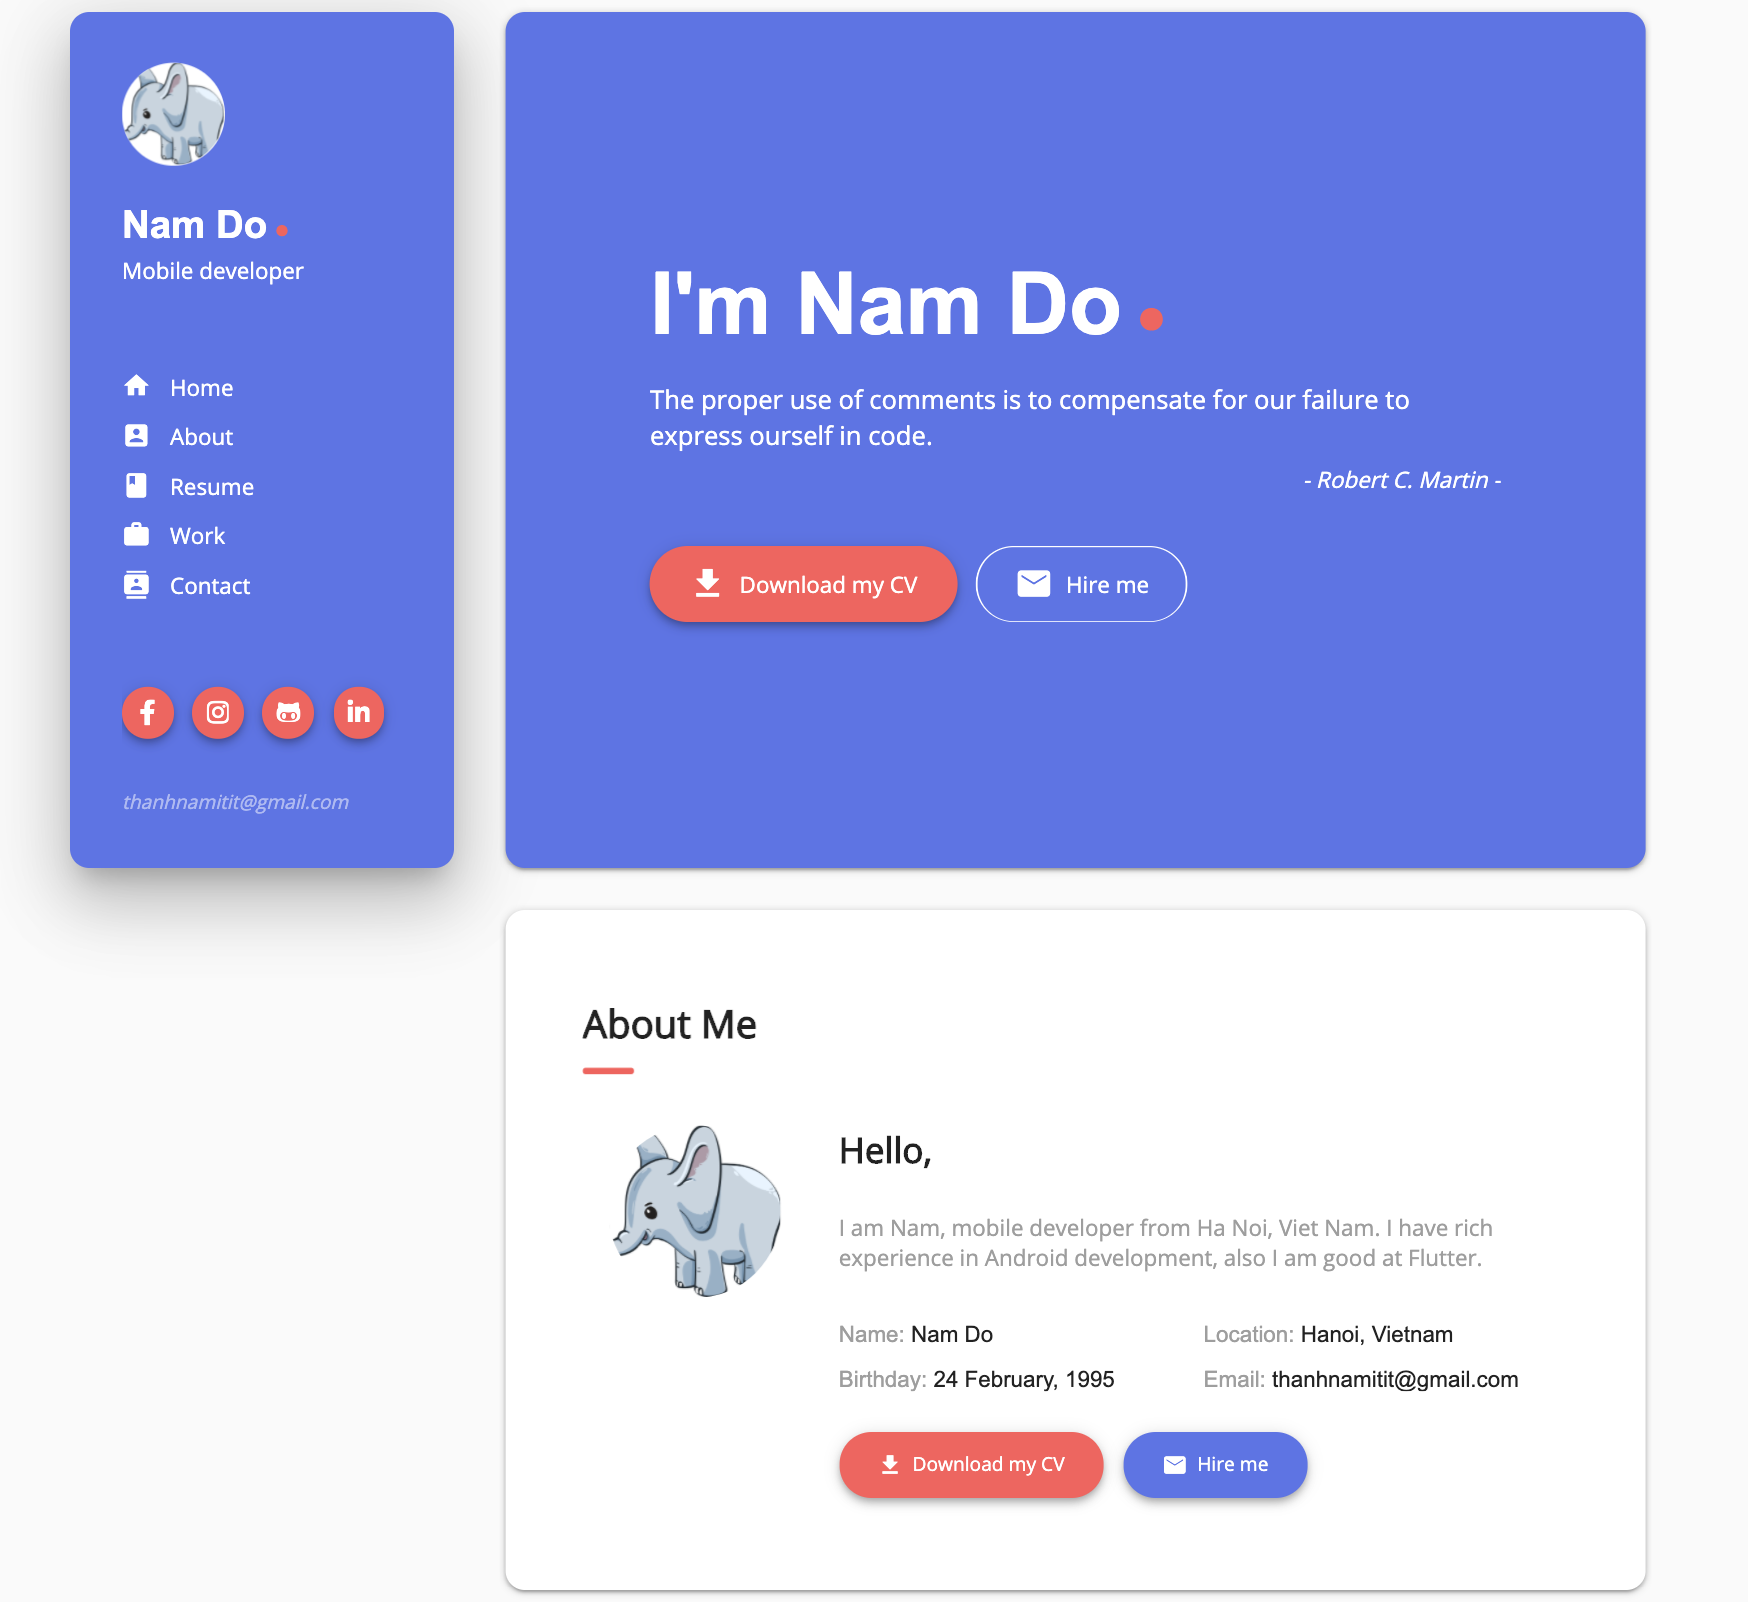 Nam Do
Mobile developer
Home
About
Resume
Work
Contact
thanhnamitit@gmail.com
I'm Nam Do
The proper use of comments is to compensate for our failure to
express ourself in code.
- Robert C. Martin -
Download my CV
Hire me
About Me
Hello,
I am Nam, mobile developer from Ha Noi, Viet Nam. I have rich
experience in Android development, also I am good at Flutter.
Name: Nam Do
Location: Hanoi, Vietnam
Birthday: 24 February, 1995
Email: thanhnamitit@gmail.com
Download my CV
Hire me